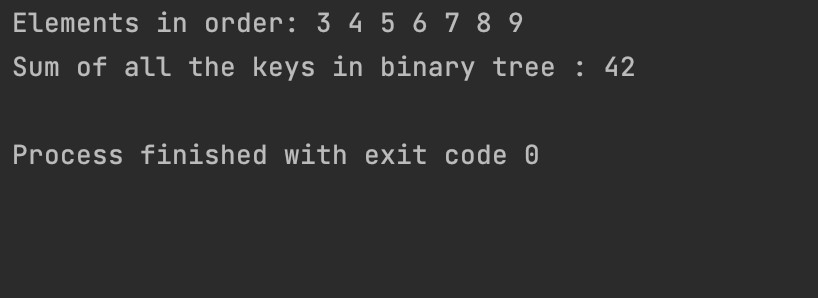 Elements in order: 3 4 5 6 7 8 9
Sum of all the keys in binary tree : 42
Process finished with exit code 0